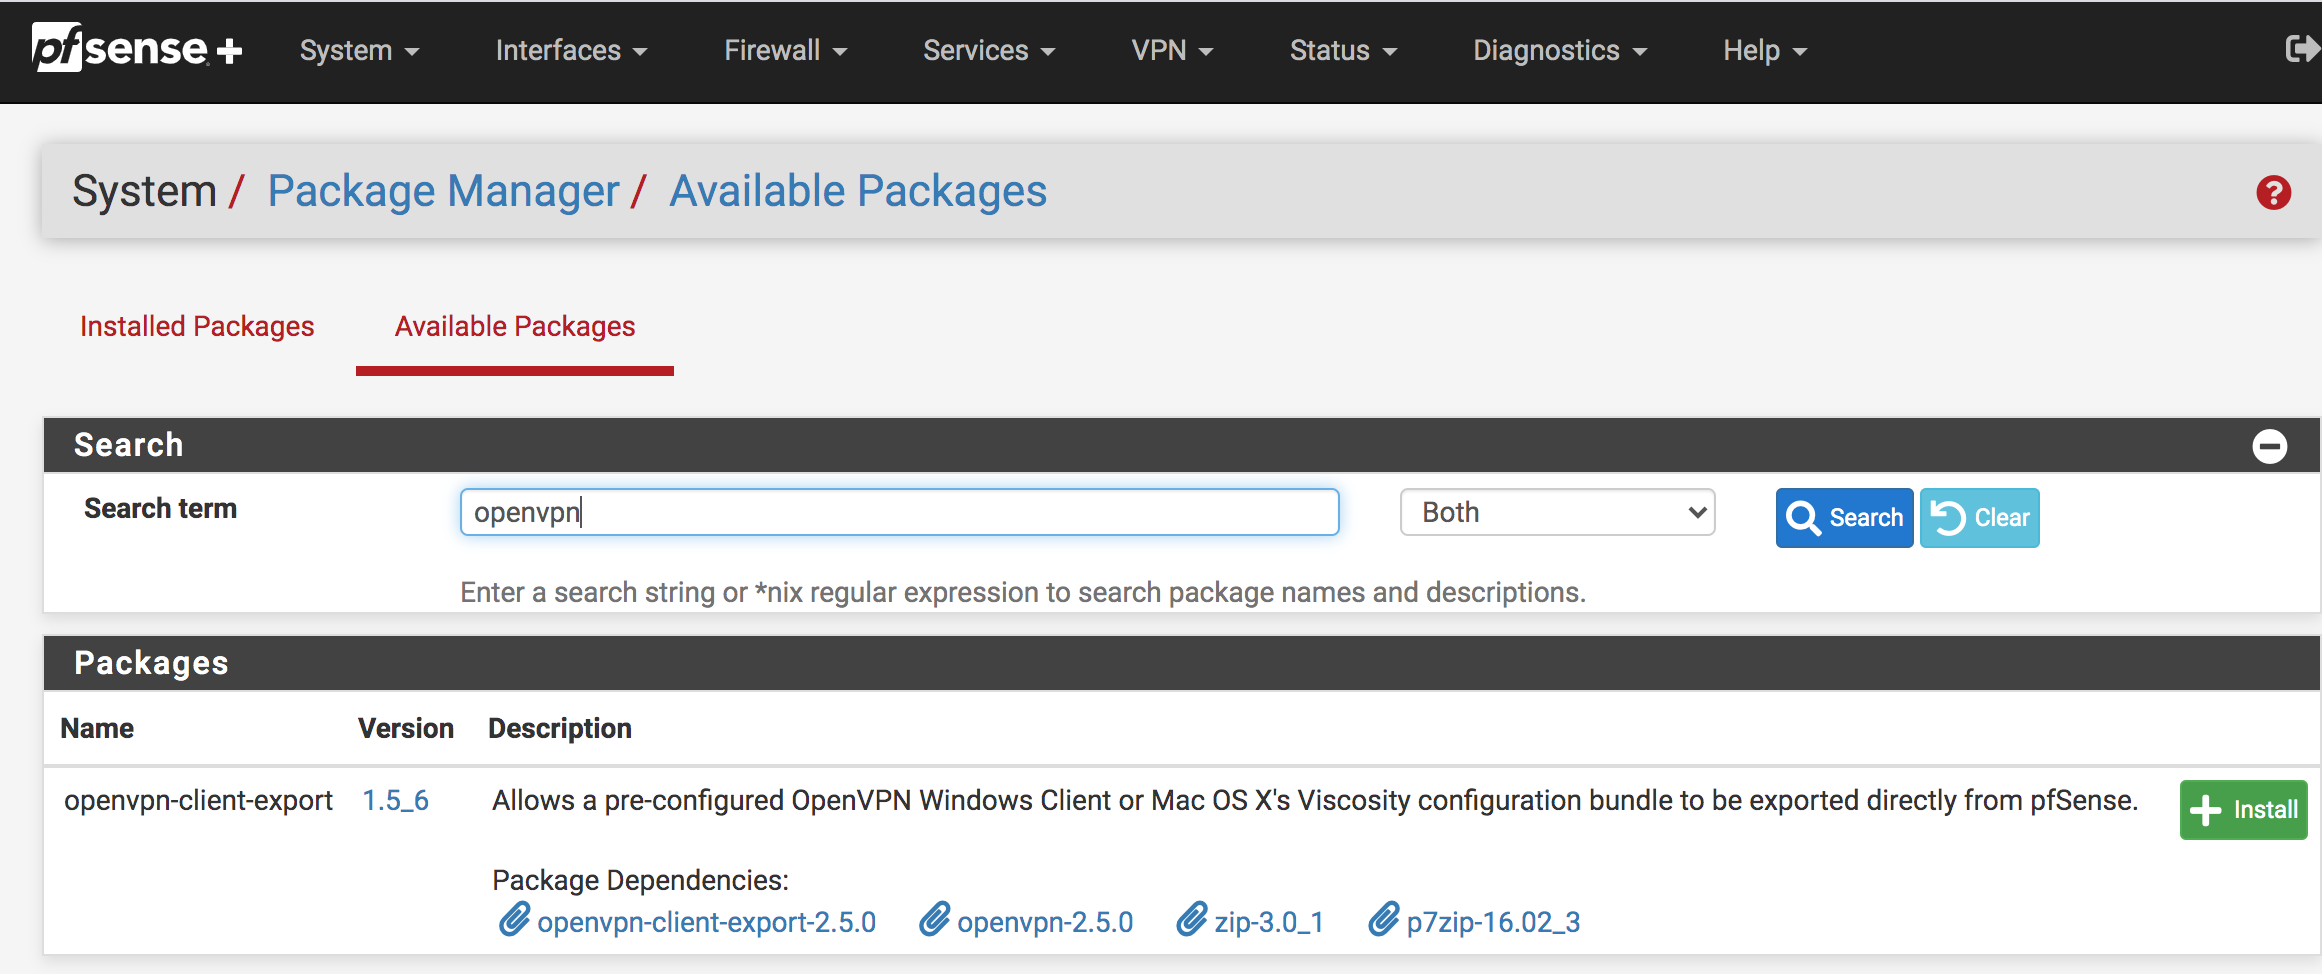 pfsense+ System Interfaces Firewall Services VPN Status Diagnostics Help
System / Package Manager / Available Packages
Installed Packages Available Packages
Search
Search term openvpn Both Search Clear
Enter a search string or *nix regular expression to search package names and descriptions.
Packages
Name Version Description
openvpn-client-export 1.5_6 Allows a pre-configured OpenVPN Windows Client or Mac OS X's Viscosity configuration bundle to be exported directly from pfSense. Install
Package Dependencies:
openvpn-client-export-2.5.0 openvpn-2.5.0 zip-3.0_1 p7zip-16.02_3